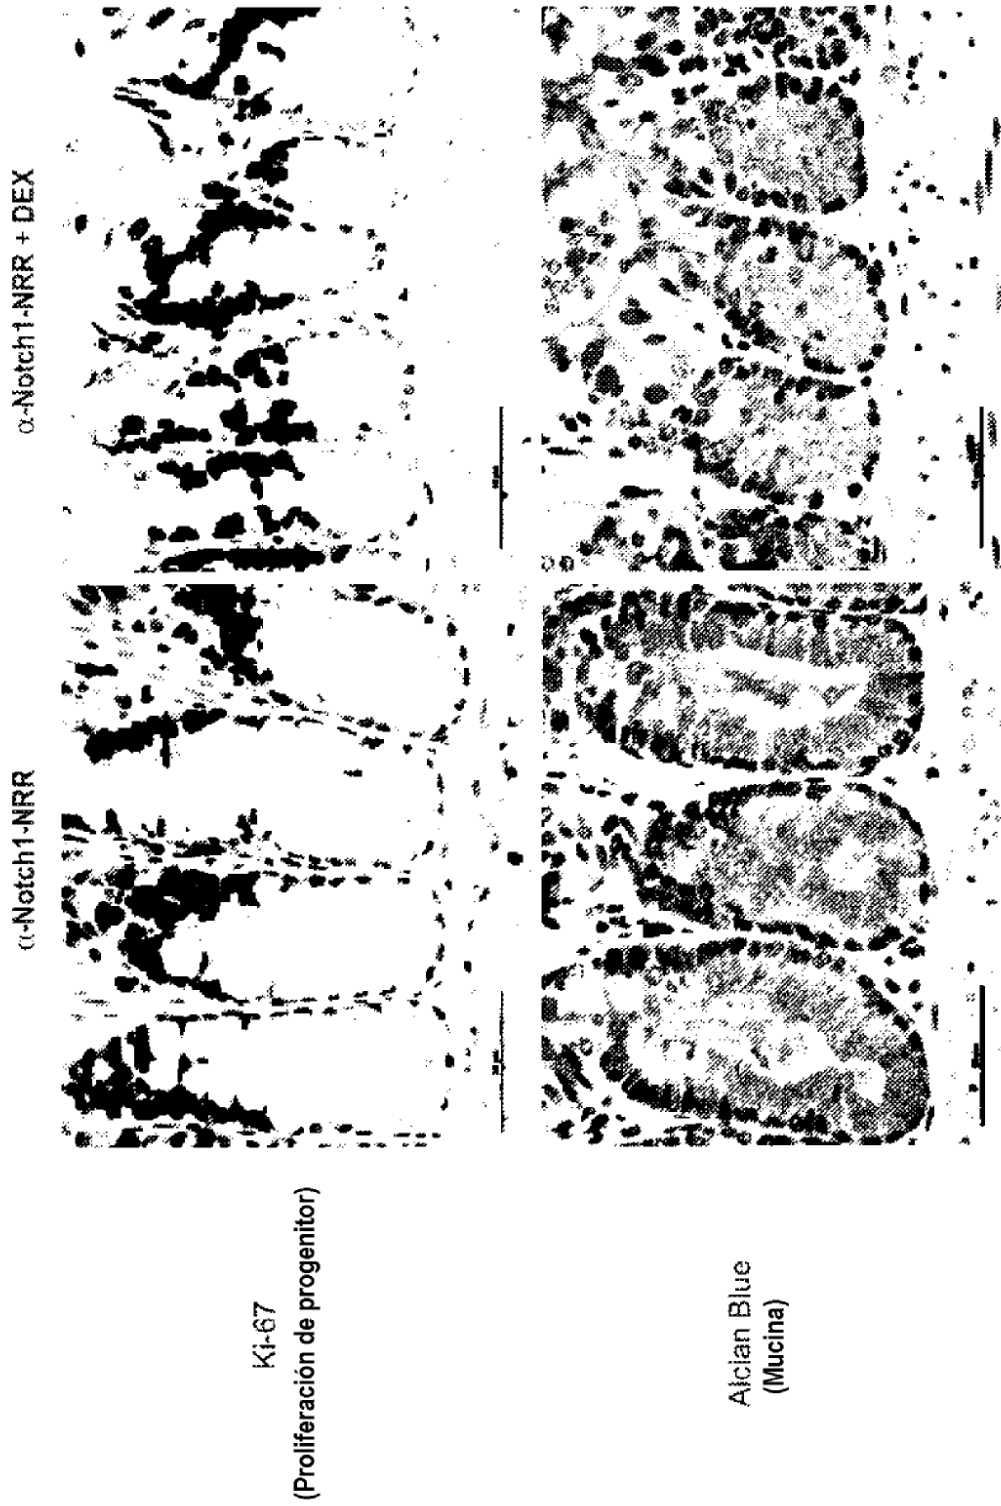 α-Notch1-NRR
α-Notch1-NRR + DEX
Ki-67
(Proliferación de progenitor)
Alcian Blue
(Mucina)